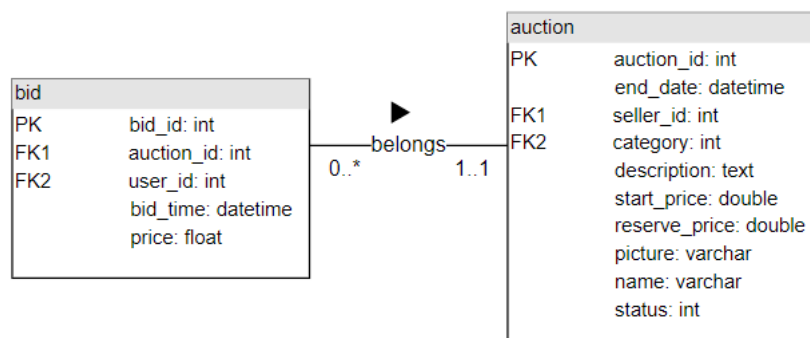 bid
PK bid_id: int
FK1 auction_id: int
FK2 user_id: int
bid_time: datetime
price: float
belongs
0..*
1..1
auction
PK auction_id: int
end_date: datetime
FK1 seller_id: int
FK2 category: int
description: text
start_price: double
reserve_price: double
picture: varchar
name: varchar
status: int